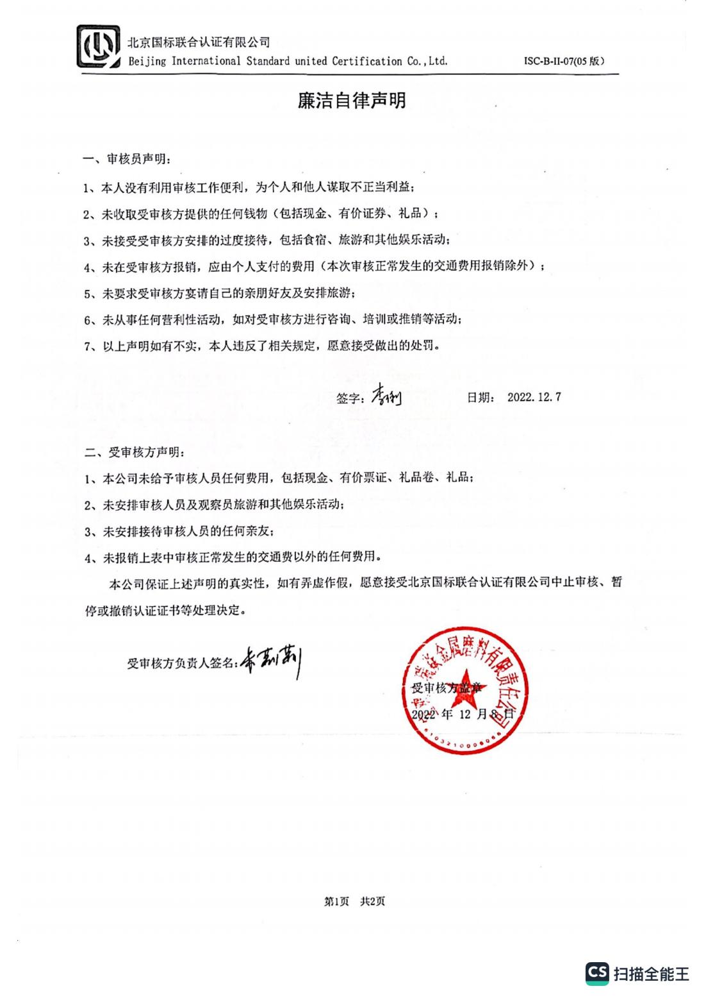 北京国标联合认证有限公司
Beijing International Standard united Certification Co.,Ltd.
ISC-B-II-07(05 版)
廉洁自律声明
一、审核员声明:
1、本人没有利用审核工作便利，为个人和他人谋取不正当利益;
2、未收取受审核方提供的任何钱物（包括现金、有价证券、礼品）;
3、未接受受审核方安排的过度接待，包括食宿、旅游和其他娱乐活动;
4、未在受审核方报销，应由个人支付的费用（本次审核正常发生的交通费用报销除外）;
5、未要求受审核方宴请自己的亲朋好友及安排旅游;
6、未从事任何营利性活动，如对受审核方进行咨询、培训或推销等活动;
7、以上声明如有不实，本人违反了相关规定，愿意接受做出的处罚。
签字: 李俐 日期: 2022.12.7
二、受审核方声明:
1、本公司未给予审核人员任何费用，包括现金、有价票证、礼品卷、礼品;
2、未安排审核人员及观察员旅游和其他娱乐活动;
3、未安排接待审核人员的任何亲友;
4、未报销上表中审核正常发生的交通费以外的任何费用。
本公司保证上述声明的真实性，如有弄虚作假，愿意接受北京国标联合认证有限公司中止审核、暂
停或撤销认证证书等处理决定。
受审核方负责人签名:
金属磨料有限责任公司
受审核方盖章
2022 年 12 月 8 日
第1页 共2页
CS 扫描全能王